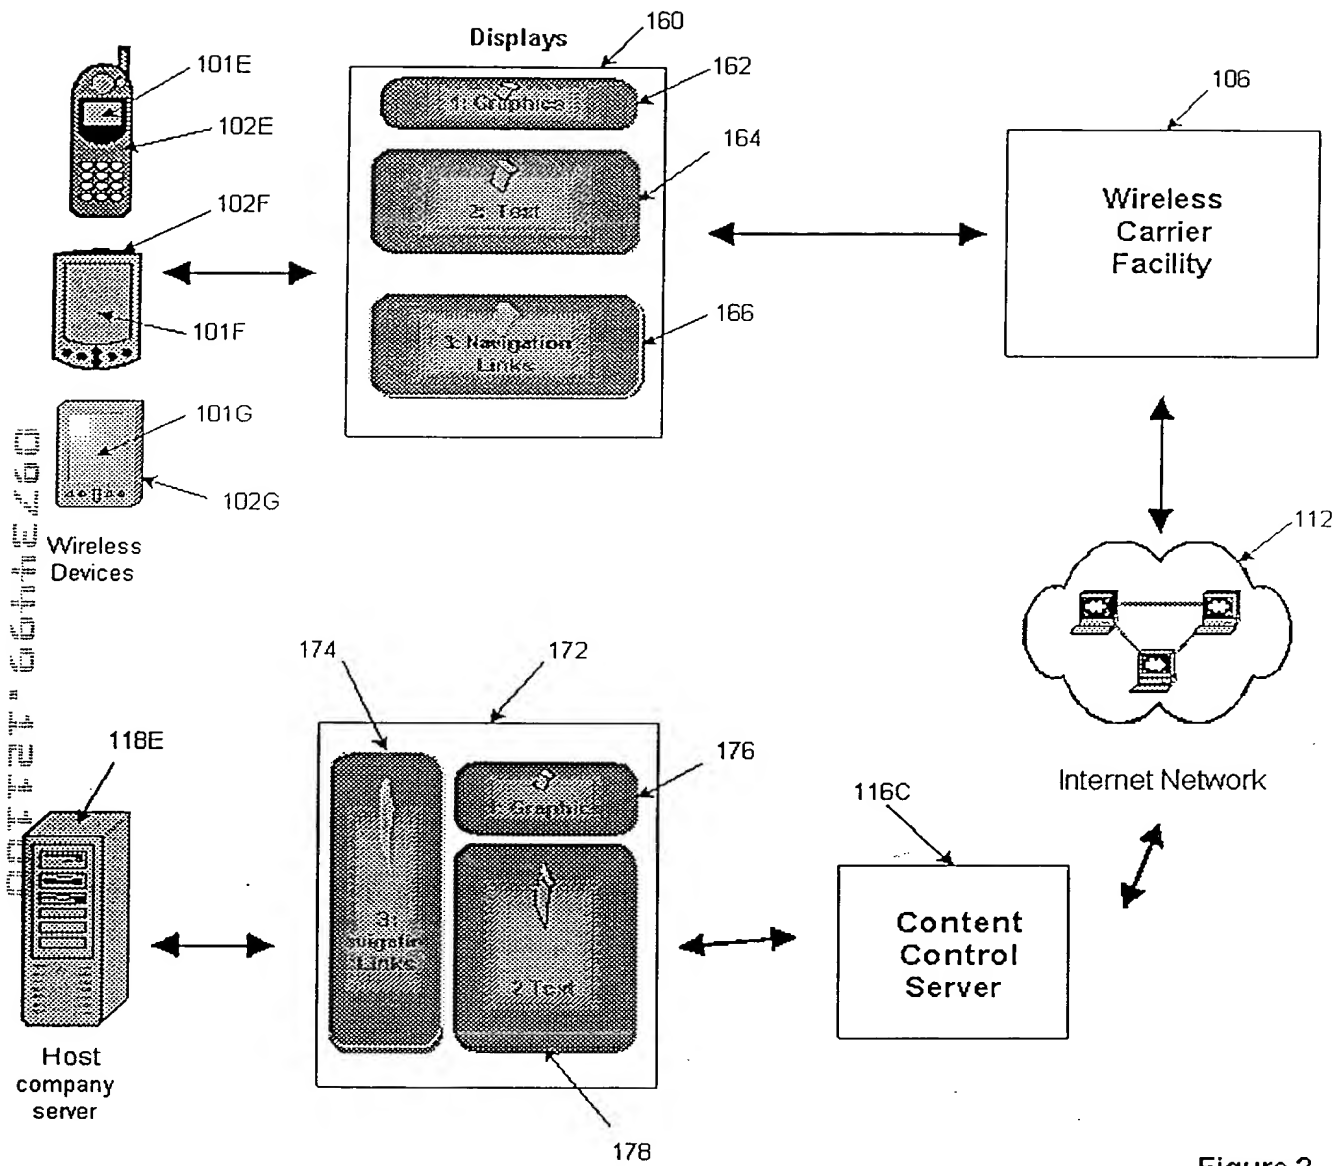 Displays
160
101E
162
106
1: Graphics
102E
164
Wireless
Carrier
Facility
2: Text
102F
101F
166
3: Navigation
Links
101G
102G
112
Wireless
Devices
174
172
118E
176
Internet Network
1: Graphics
116C
Content
Control
Server
3:
Links
2 Text
Host
company
server
178